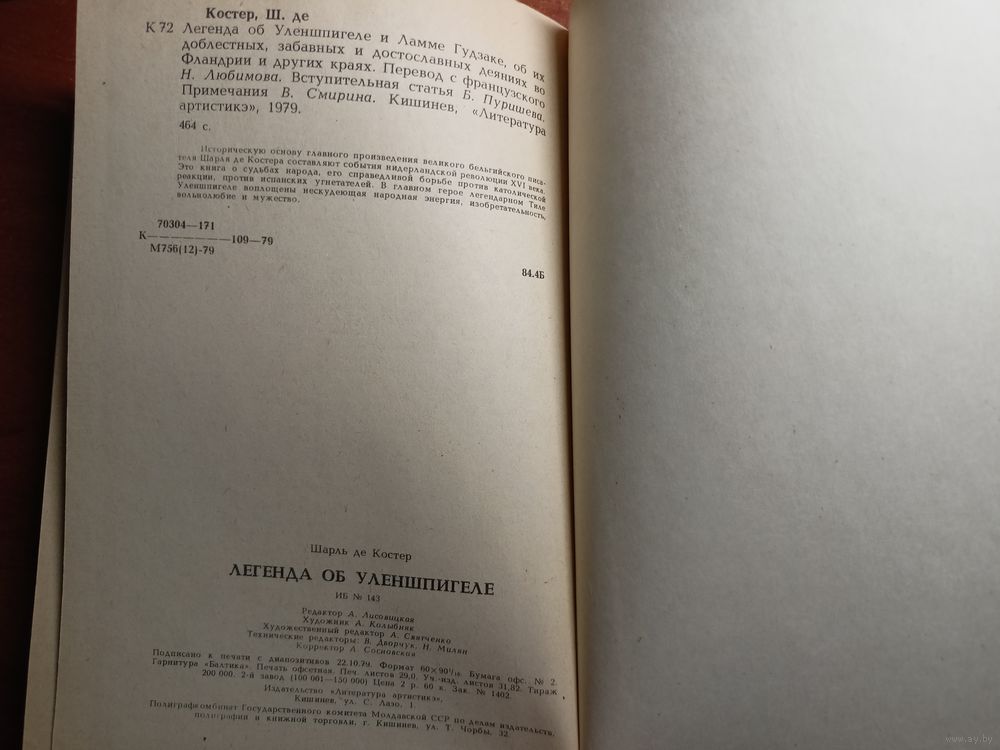 Костер, Ш. де
К 72 Легенда об Уленшпигеле и Ламме Гудзаке, об их
доблестных, забавных и достославных деяниях во
Фландрии и других краях. Перевод с французского
Н. Любимова. Вступительная статья Б. Пуришева.
Примечания В. Смирина. Кишинев, «Литература
артистикэ», 1979.
464 с.
Историческую основу главного произведения великого бельгийского писа-
теля Шарля де Костера составляют события нидерландской революции XVI века.
Это книга о судьбах народа, его справедливой борьбе против католической
реакции, против испанских угнетателей. В главном герое легендарном Тиле
Уленшпигеле воплощены нескудеющая народная энергия, изобретательность,
вольнолюбие и мужество.
70304—171
К————————109—79
М756(12)-79
84.4Б
Шарль де Костер
ЛЕГЕНДА ОБ УЛЕНШПИГЕЛЕ
ИБ № 143
Редактор А. Лисовицкая
Художник А. Колыбняк
Художественный редактор А. Святченко
Технические редакторы: В. Дворчук, Н. Милян
Корректор А. Сосновская
Подписано к печати с диапозитивов 22.10.79. Формат 60×90¹/₁₆. Бумага офс. № 2.
Гарнитура «Балтика». Печать офсетная. Печ. листов 29,0. Уч.-изд. листов 31,82. Тираж
200 000. 2-й завод (100 001—150 000) Цена 2 р. 60 к. Зак. № 1402.
Издательство «Литература артистикэ»,
Кишинев, ул. С. Лазо, 1.
Полиграфкомбинат Государственного комитета Молдавской ССР по делам издательств,
полиграфии и книжной торговли, г. Кишинев, ул. Т. Чорбы, 32.
www.ay.by